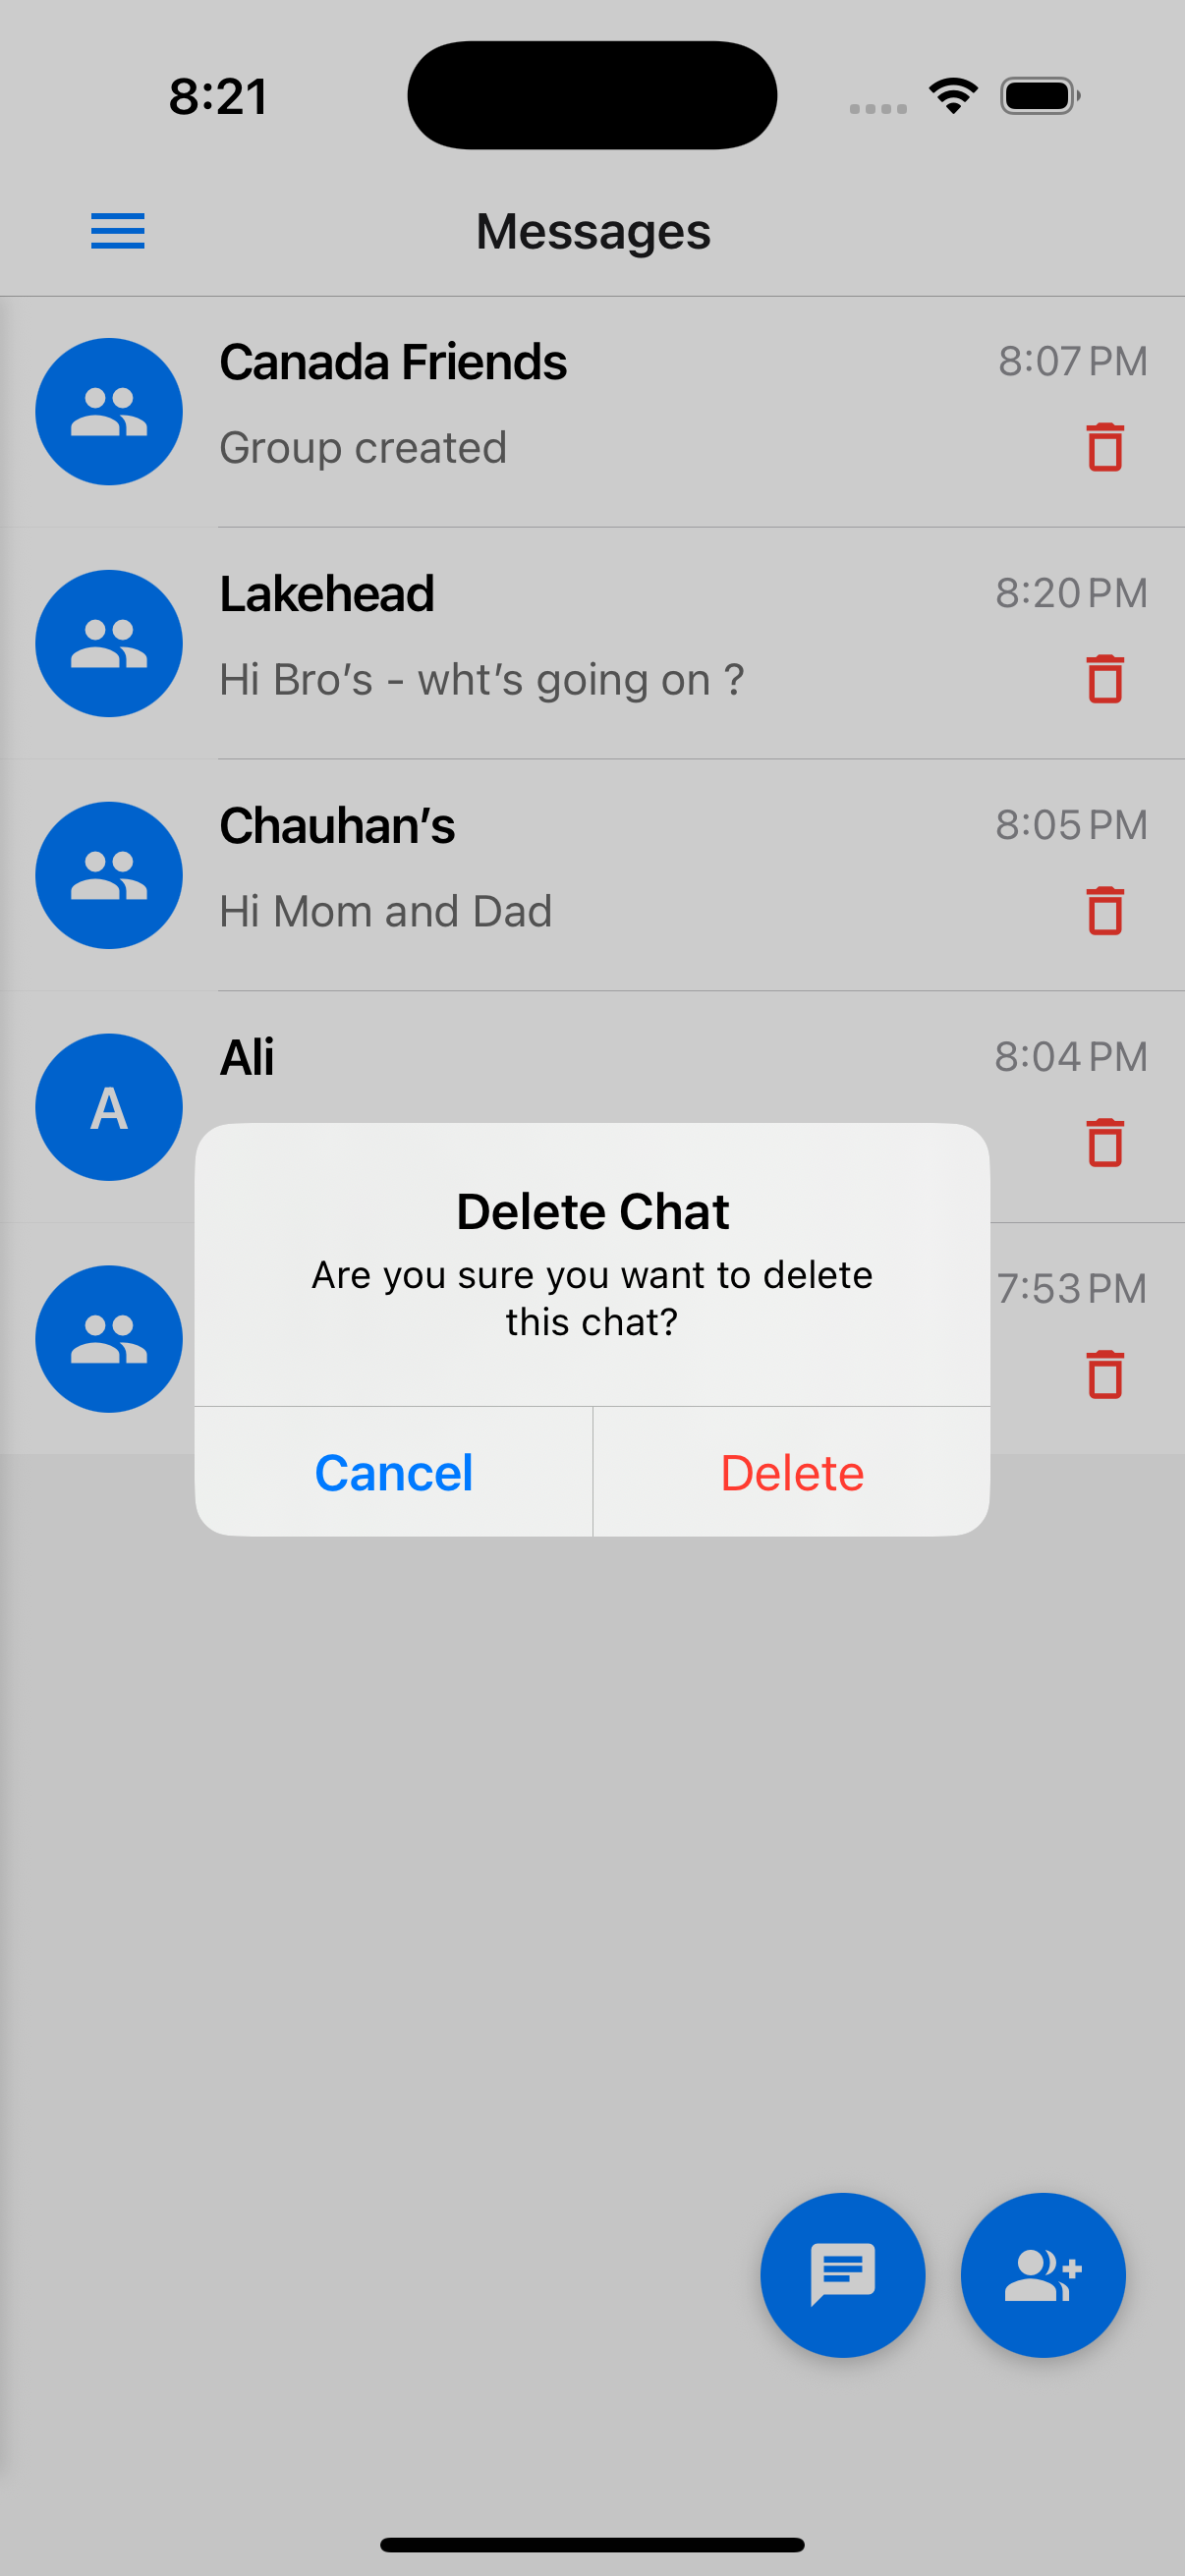 8:21
Messages
Canada Friends
8:07 PM
Group created
Lakehead
8:20 PM
Hi Bro’s - wht’s going on ?
Chauhan’s
8:05 PM
Hi Mom and Dad
A
Ali
8:04 PM
Delete Chat
Are you sure you want to delete
this chat?
7:53 PM
Cancel
Delete